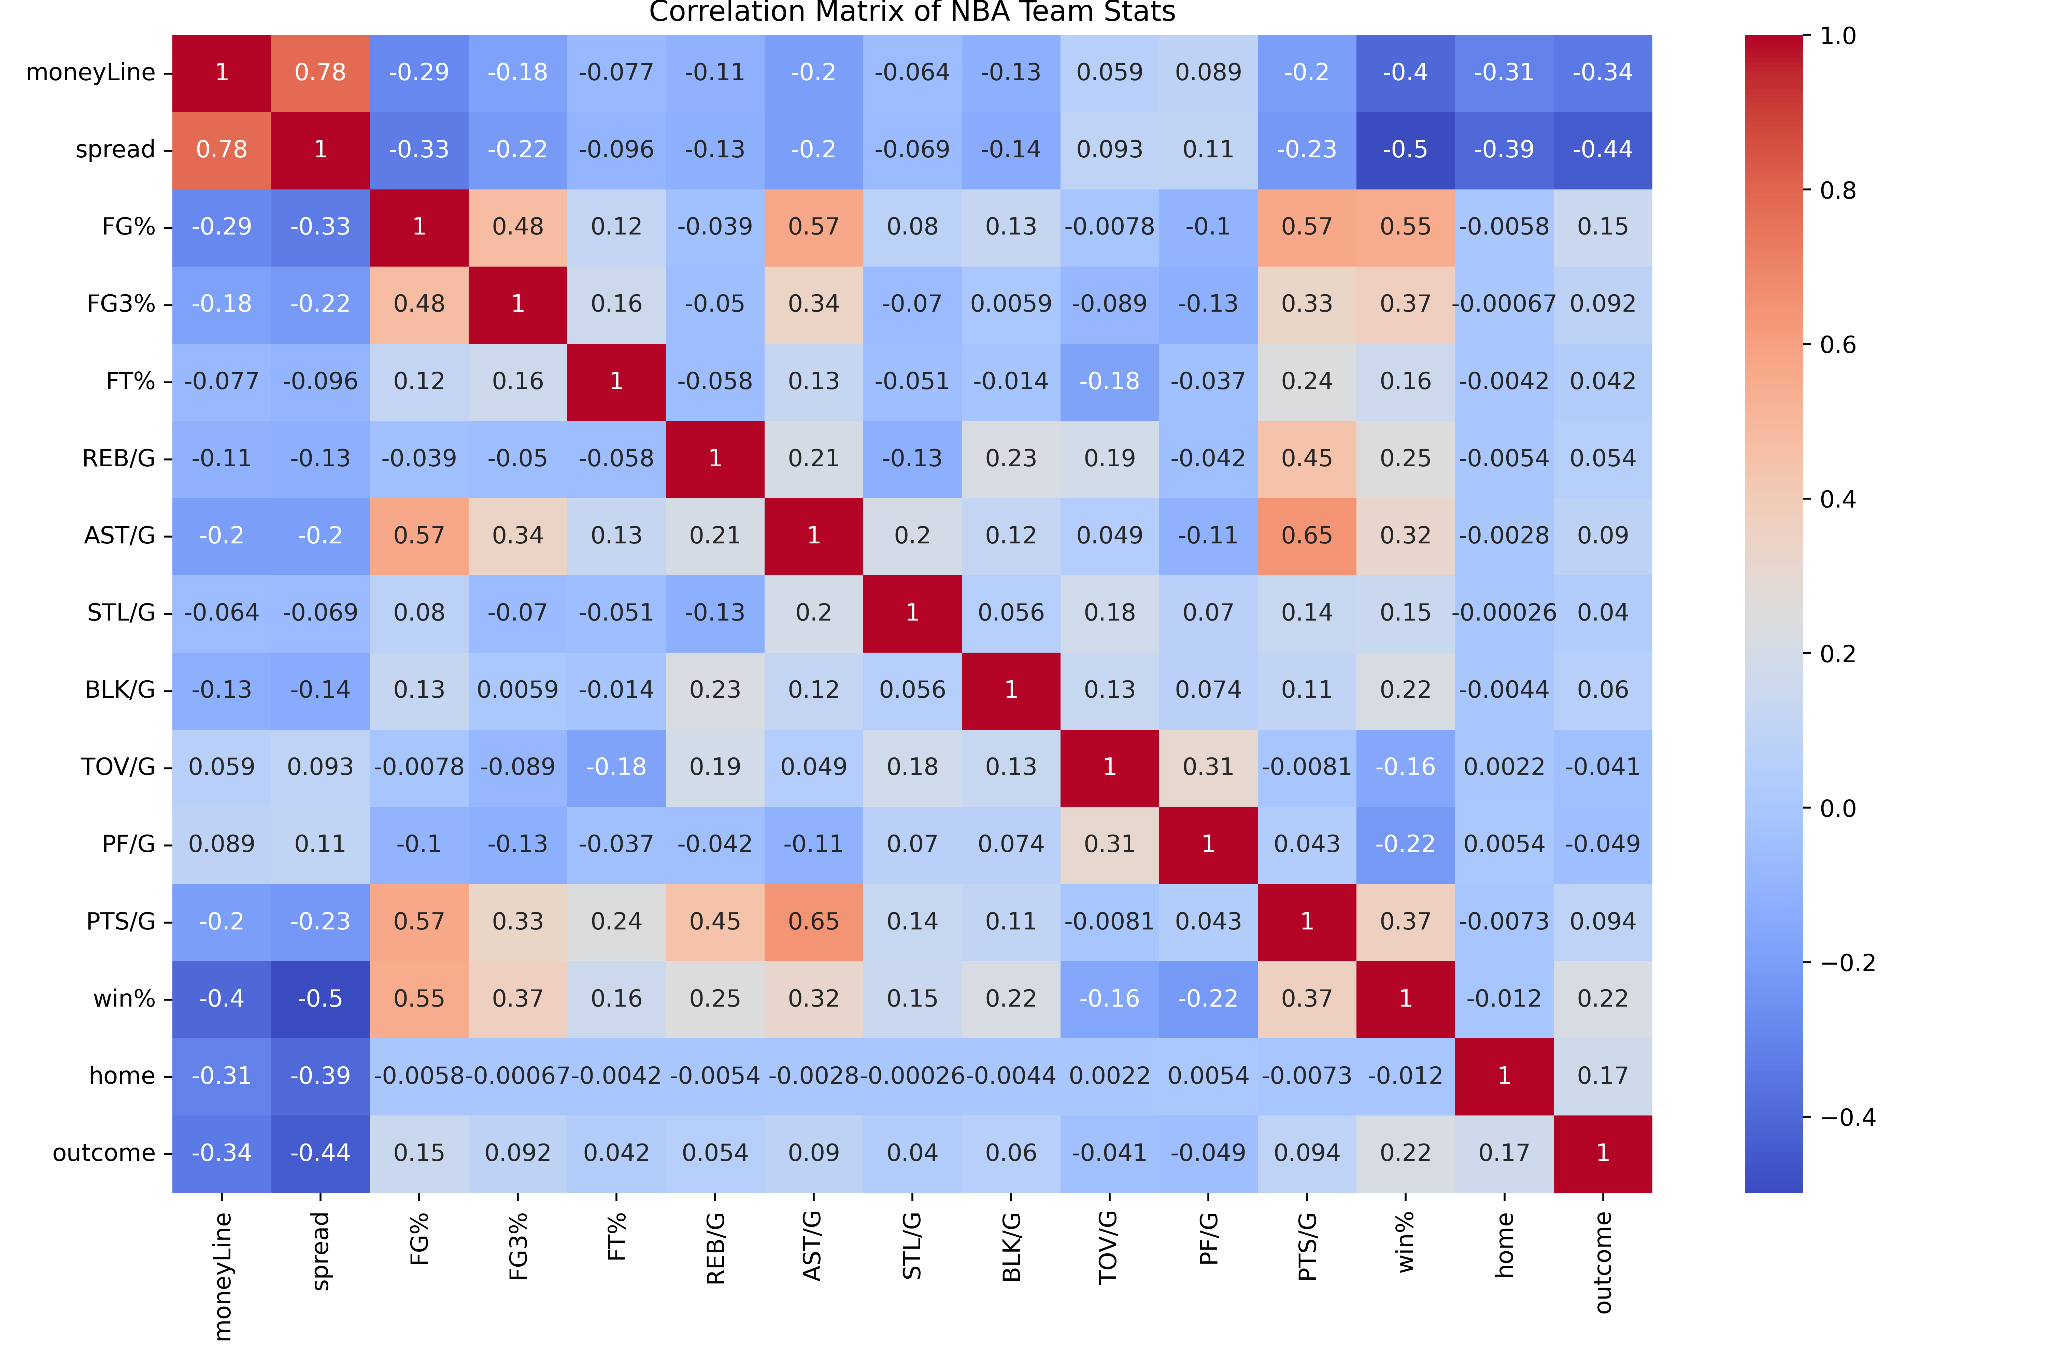 Correlation Matrix of NBA Team Stats
moneyLine 1 0.78 -0.29 -0.18 -0.077 -0.11 -0.2 -0.064 -0.13 0.059 0.089 -0.2 -0.4 -0.31 -0.34
spread 0.78 1 -0.33 -0.22 -0.096 -0.13 -0.2 -0.069 -0.14 0.093 0.11 -0.23 -0.5 -0.39 -0.44
FG% -0.29 -0.33 1 0.48 0.12 -0.039 0.57 0.08 0.13 -0.0078 -0.1 0.57 0.55 -0.0058 0.15
FG3% -0.18 -0.22 0.48 1 0.16 -0.05 0.34 -0.07 0.0059 -0.089 -0.13 0.33 0.37 -0.00067 0.092
FT% -0.077 -0.096 0.12 0.16 1 -0.058 0.13 -0.051 -0.014 -0.18 -0.037 0.24 0.16 -0.0042 0.042
REB/G -0.11 -0.13 -0.039 -0.05 -0.058 1 0.21 -0.13 0.23 0.19 -0.042 0.45 0.25 -0.0054 0.054
AST/G -0.2 -0.2 0.57 0.34 0.13 0.21 1 0.2 0.12 0.049 -0.11 0.65 0.32 -0.0028 0.09
STL/G -0.064 -0.069 0.08 -0.07 -0.051 -0.13 0.2 1 0.056 0.18 0.07 0.14 0.15 -0.00026 0.04
BLK/G -0.13 -0.14 0.13 0.0059 -0.014 0.23 0.12 0.056 1 0.13 0.074 0.11 0.22 -0.0044 0.06
TOV/G 0.059 0.093 -0.0078 -0.089 -0.18 0.19 0.049 0.18 0.13 1 0.31 -0.0081 -0.16 0.0022 -0.041
PF/G 0.089 0.11 -0.1 -0.13 -0.037 -0.042 -0.11 0.07 0.074 0.31 1 0.043 -0.22 0.0054 -0.049
PTS/G -0.2 -0.23 0.57 0.33 0.24 0.45 0.65 0.14 0.11 -0.0081 0.043 1 0.37 -0.0073 0.094
win% -0.4 -0.5 0.55 0.37 0.16 0.25 0.32 0.15 0.22 -0.16 -0.22 0.37 1 -0.012 0.22
home -0.31 -0.39 -0.0058 -0.00067 -0.0042 -0.0054 -0.0028 -0.00026 -0.0044 0.0022 0.0054 -0.0073 -0.012 1 0.17
outcome -0.34 -0.44 0.15 0.092 0.042 0.054 0.09 0.04 0.06 -0.041 -0.049 0.094 0.22 0.17 1
moneyLine spread FG% FG3% FT% REB/G AST/G STL/G BLK/G TOV/G PF/G PTS/G win% home outcome
1.0
0.8
0.6
0.4
0.2
0.0
−0.2
−0.4